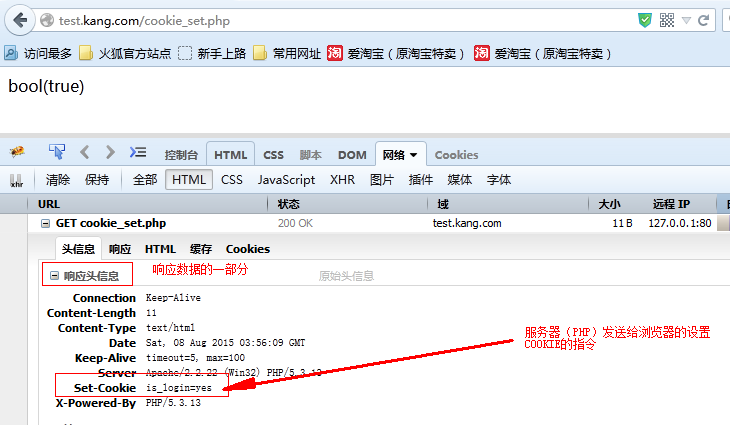 test.kang.com/cookie_set.php
访问最多 火狐官方站点 新手上路 常用网址 爱淘宝（原淘宝特卖） 爱淘宝（原淘宝特卖）
bool(true)
控制台 HTML CSS 脚本 DOM 网络 Cookies
清除 保持 全部 HTML CSS JavaScript XHR 图片 插件 媒体 字体
URL 状态 域 大小 远程 IP
GET cookie_set.php 200 OK test.kang.com 11 B 127.0.0.1:80
头信息 响应 HTML 缓存 Cookies
响应头信息 响应数据的一部分 原始头信息
Connection Keep-Alive
Content-Length 11
Content-Type text/html
Date Sat, 08 Aug 2015 03:56:09 GMT
Keep-Alive timeout=5, max=100
Server Apache/2.2.22 (Win32) PHP/5.3.13
Set-Cookie is_login=yes
X-Powered-By PHP/5.3.13
服务器（PHP）发送给浏览器的设置
COOKIE的指令